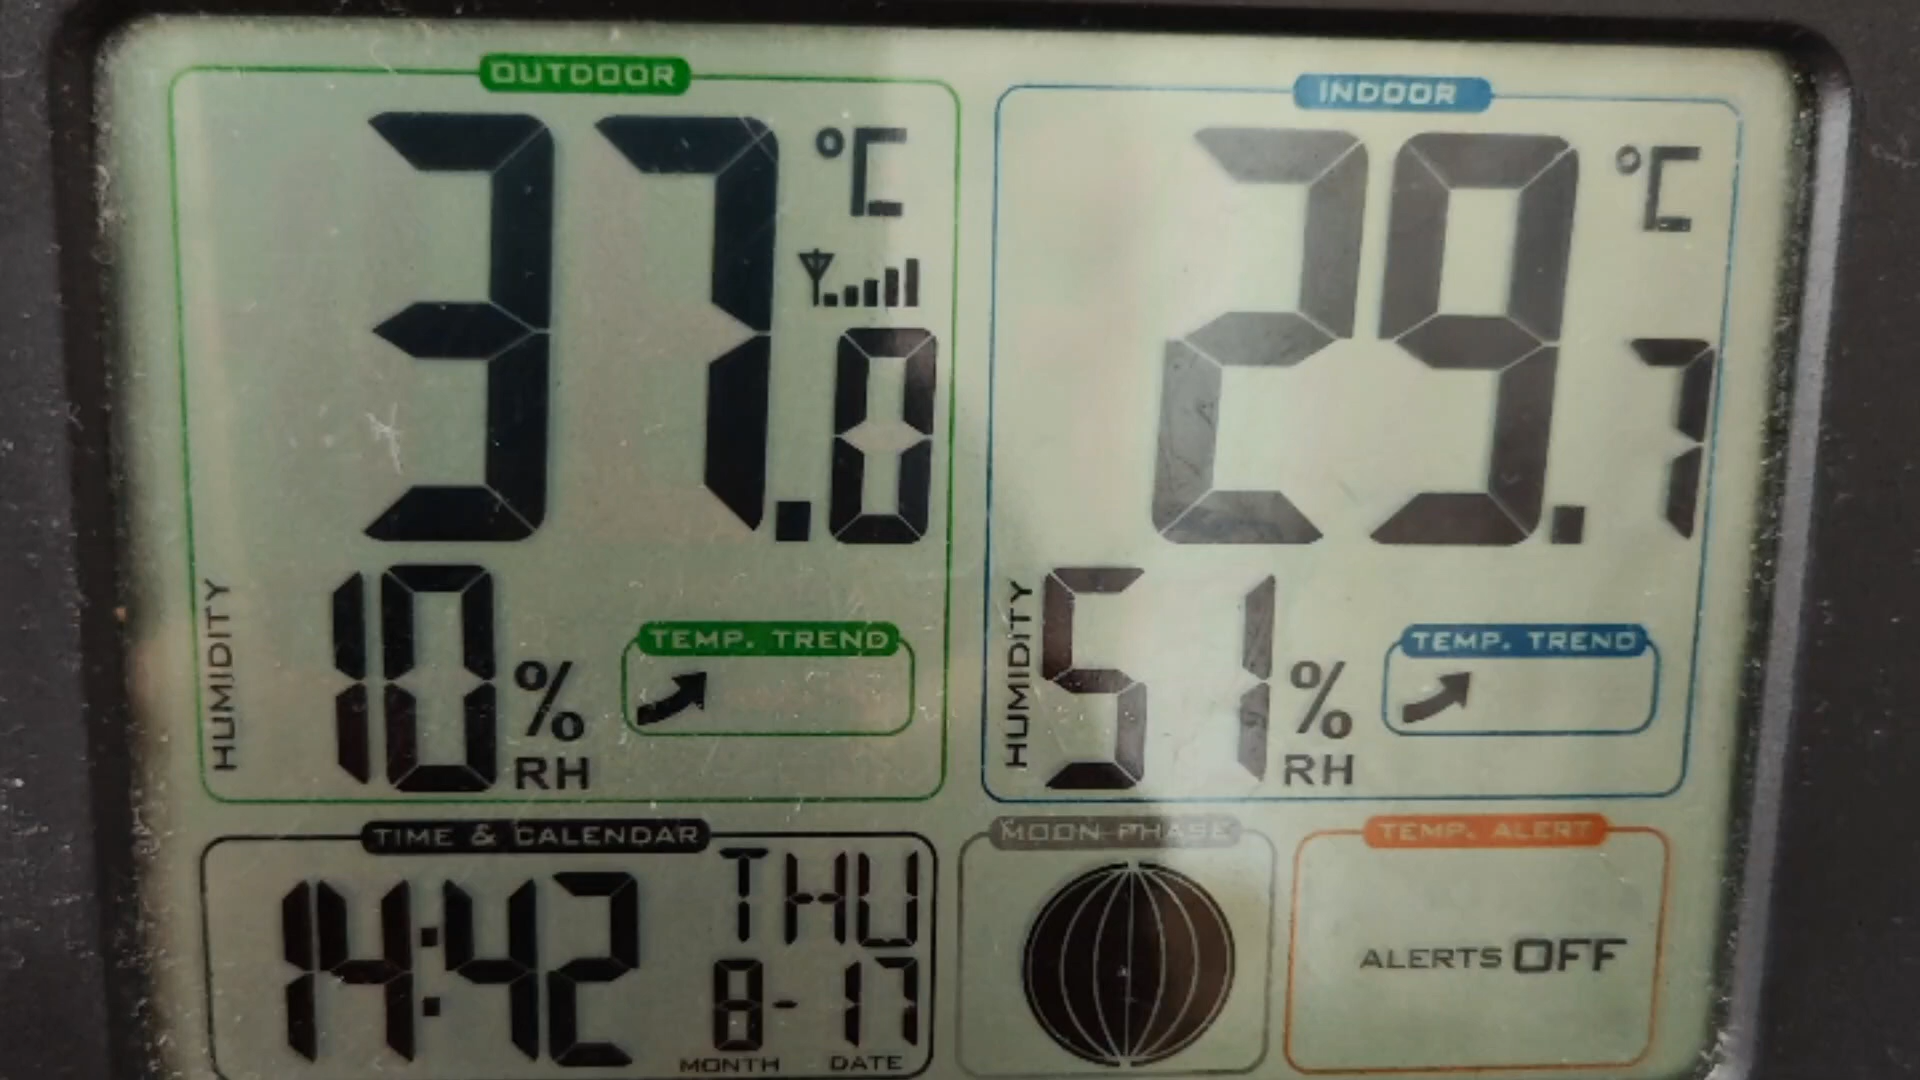 OUTDOOR
37.0 °C
HUMIDITY
10 % RH
TEMP. TREND
INDOOR
29.7 °C
HUMIDITY
51 % RH
TEMP. TREND
TIME & CALENDAR
14:42
THU
8-17
MONTH DATE
MOON PHASE
TEMP. ALERT
ALERTS OFF